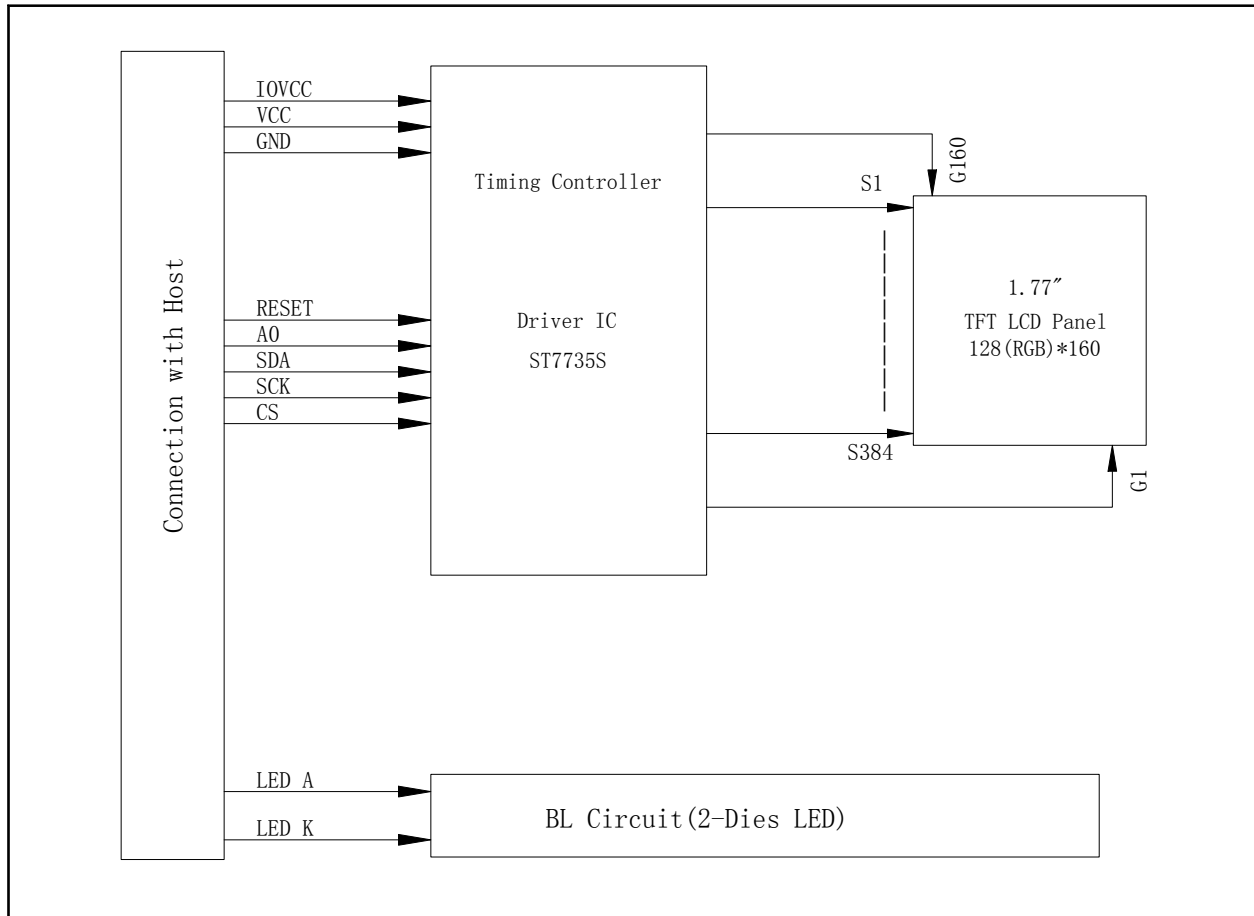 Connection with Host
IOVCC
VCC
GND
RESET
A0
SDA
SCK
CS
LED A
LED K
Timing Controller
Driver IC
ST7735S
G160
S1
S384
G1
1.77″
TFT LCD Panel
128(RGB)*160
BL Circuit(2-Dies LED)